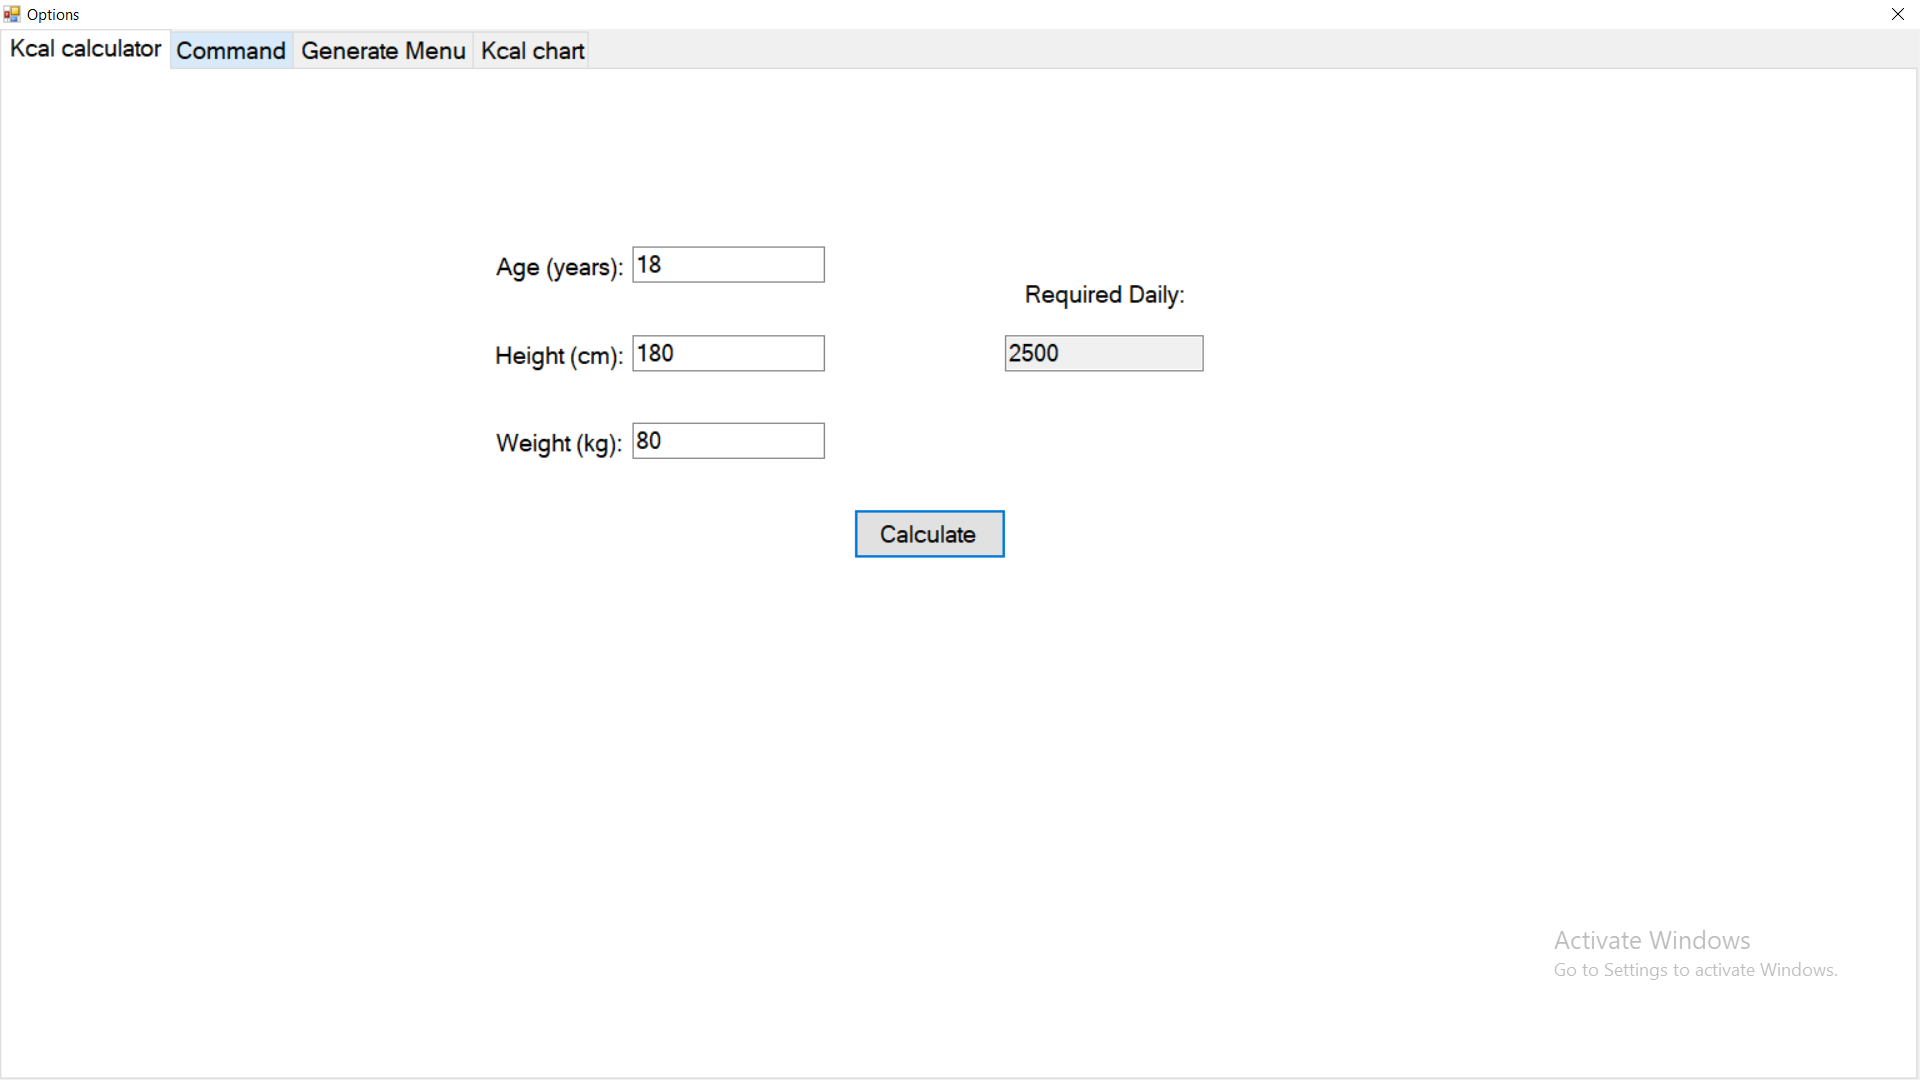 Options
Kcal calculator Command Generate Menu Kcal chart
Age (years): 18
Required Daily:
Height (cm): 180
2500
Weight (kg): 80
Calculate
Activate Windows
Go to Settings to activate Windows.